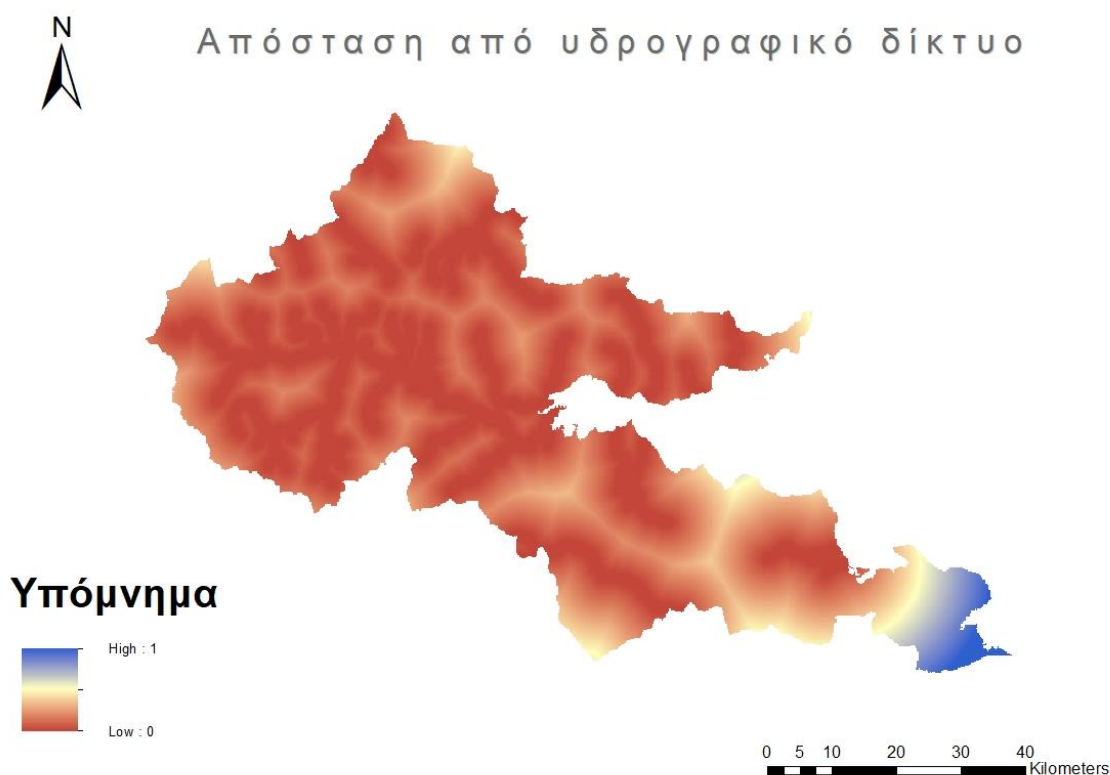 N
Απόσταση από υδρογραφικό δίκτυο
Υπόμνημα
High : 1
Low : 0
0 5 10 20 30 40
Kilometers